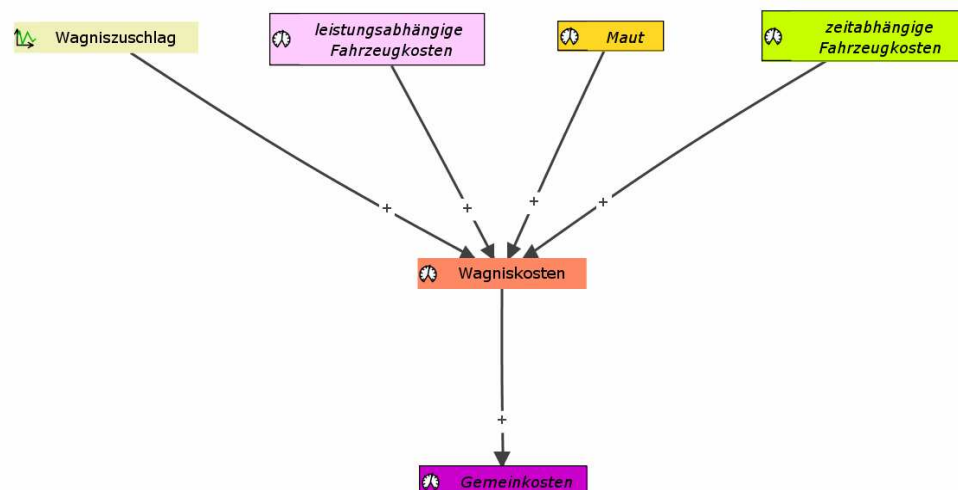 Wagniszuschlag
leistungsabhängige
Fahrzeugkosten
Maut
zeitabhängige
Fahrzeugkosten
+
+
+
+
Wagniskosten
+
Gemeinkosten